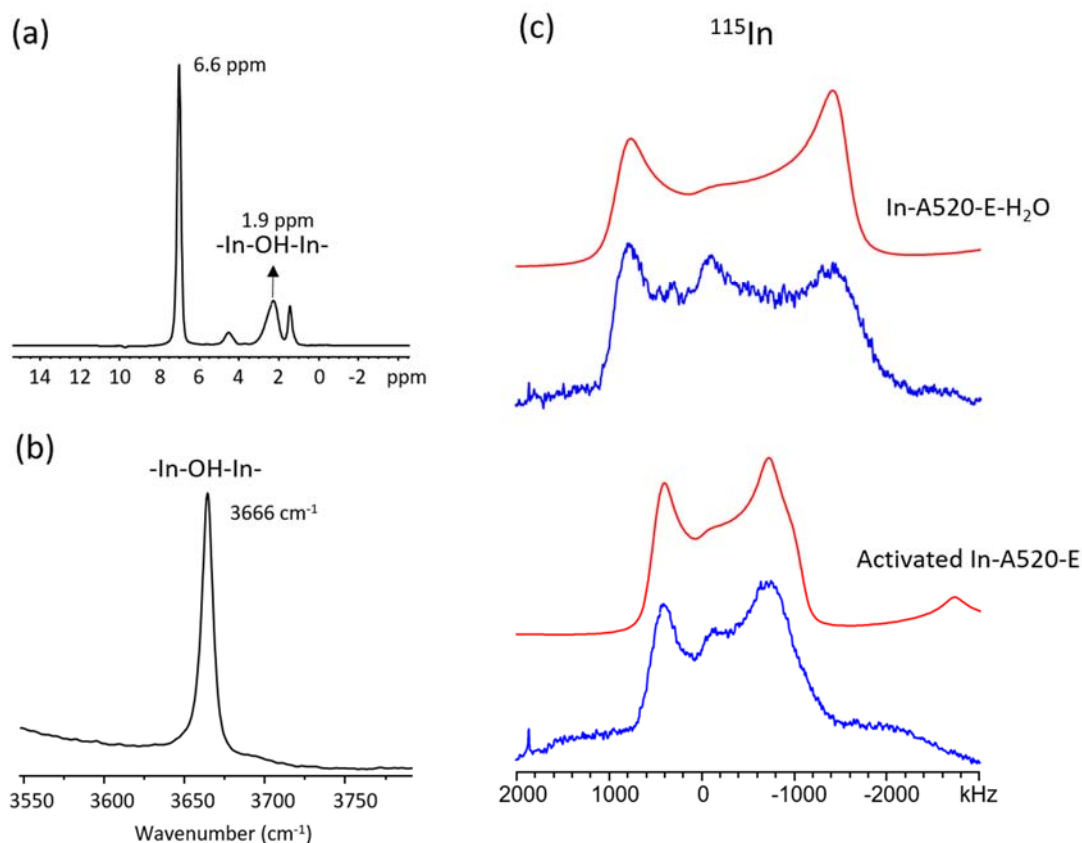 (a)
6.6 ppm
1.9 ppm
-In-OH-In-
14 12 10 8 6 4 2 0 -2 ppm
(b)
-In-OH-In-
3666 cm⁻¹
3550 3600 3650 3700 3750
Wavenumber (cm⁻¹)
(c)
¹¹⁵In
In-A520-E-H₂O
Activated In-A520-E
2000 1000 0 -1000 -2000 kHz